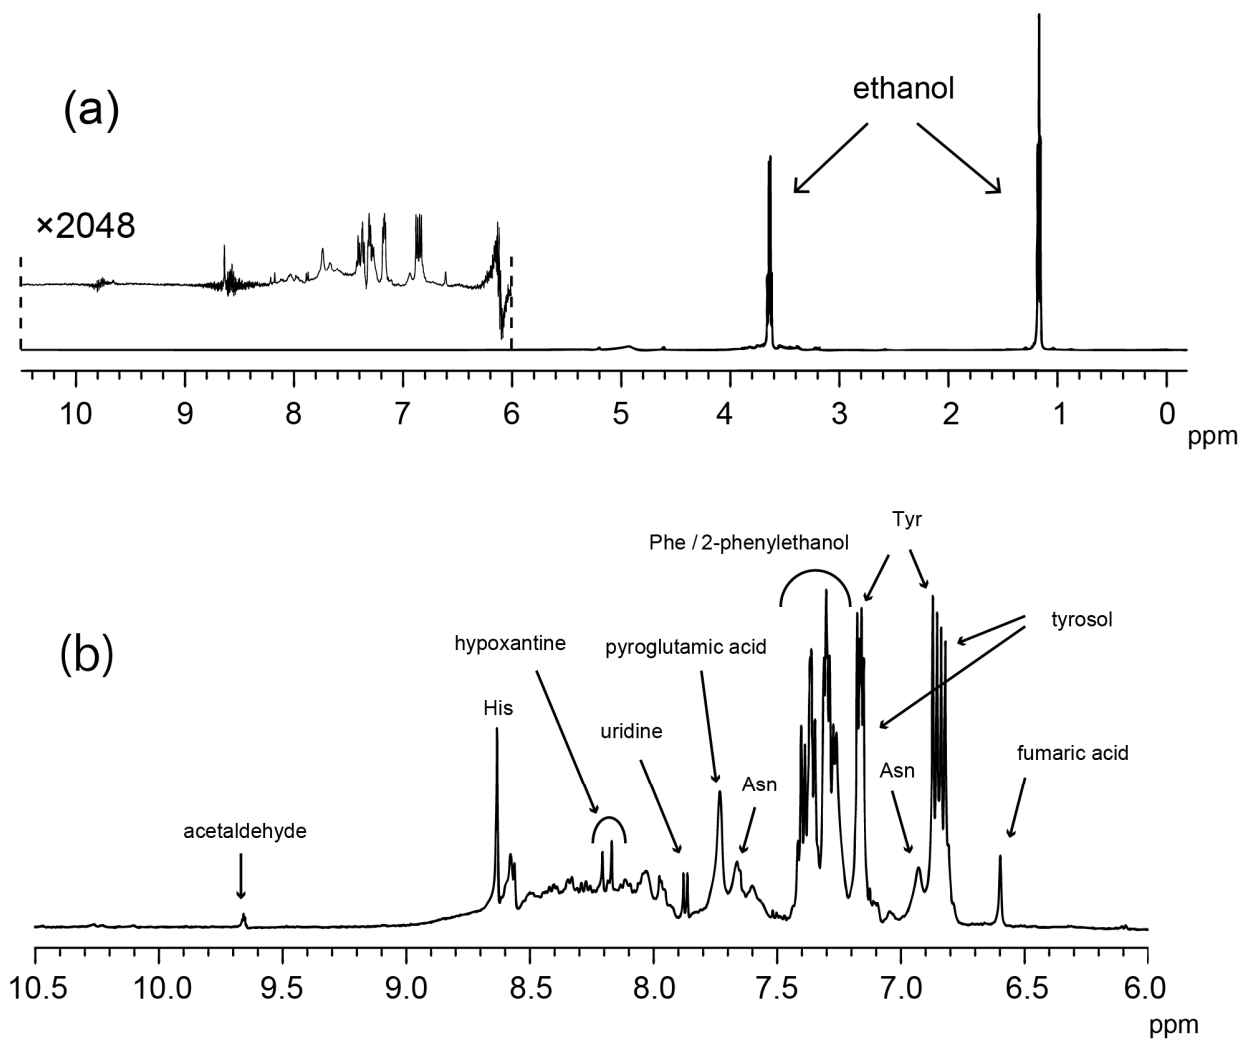 ethanol
(a)
×2048
10 9 8 7 6 5 4 3 2 1 0
ppm
Tyr
Phe / 2-phenylethanol
tyrosol
(b)
hypoxantine
pyroglutamic acid
His
uridine
fumaric acid
Asn
Asn
acetaldehyde
10.5 10.0 9.5 9.0 8.5 8.0 7.5 7.0 6.5 6.0
ppm